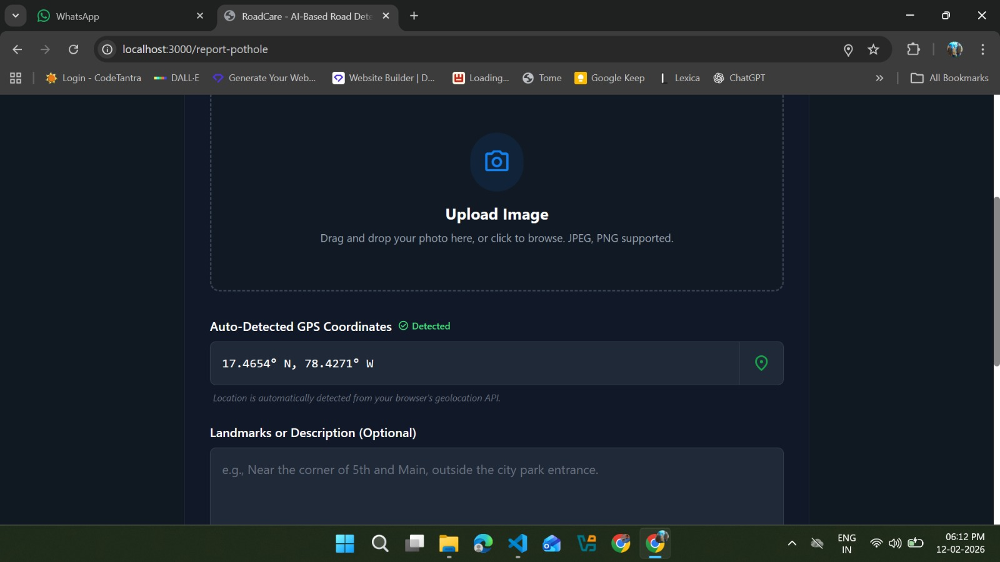 WhatsApp
RoadCare - AI-Based Road Dete
localhost:3000/report-pothole
Login - CodeTantra
DALL·E
Generate Your Web...
Website Builder | D...
Loading...
Tome
Google Keep
Lexica
ChatGPT
»
All Bookmarks
Upload Image
Drag and drop your photo here, or click to browse. JPEG, PNG supported.
Auto-Detected GPS Coordinates Detected
17.4654° N, 78.4271° W
Location is automatically detected from your browser's geolocation API.
Landmarks or Description (Optional)
e.g., Near the corner of 5th and Main, outside the city park entrance.
ENG
IN
06:12 PM
12-02-2026